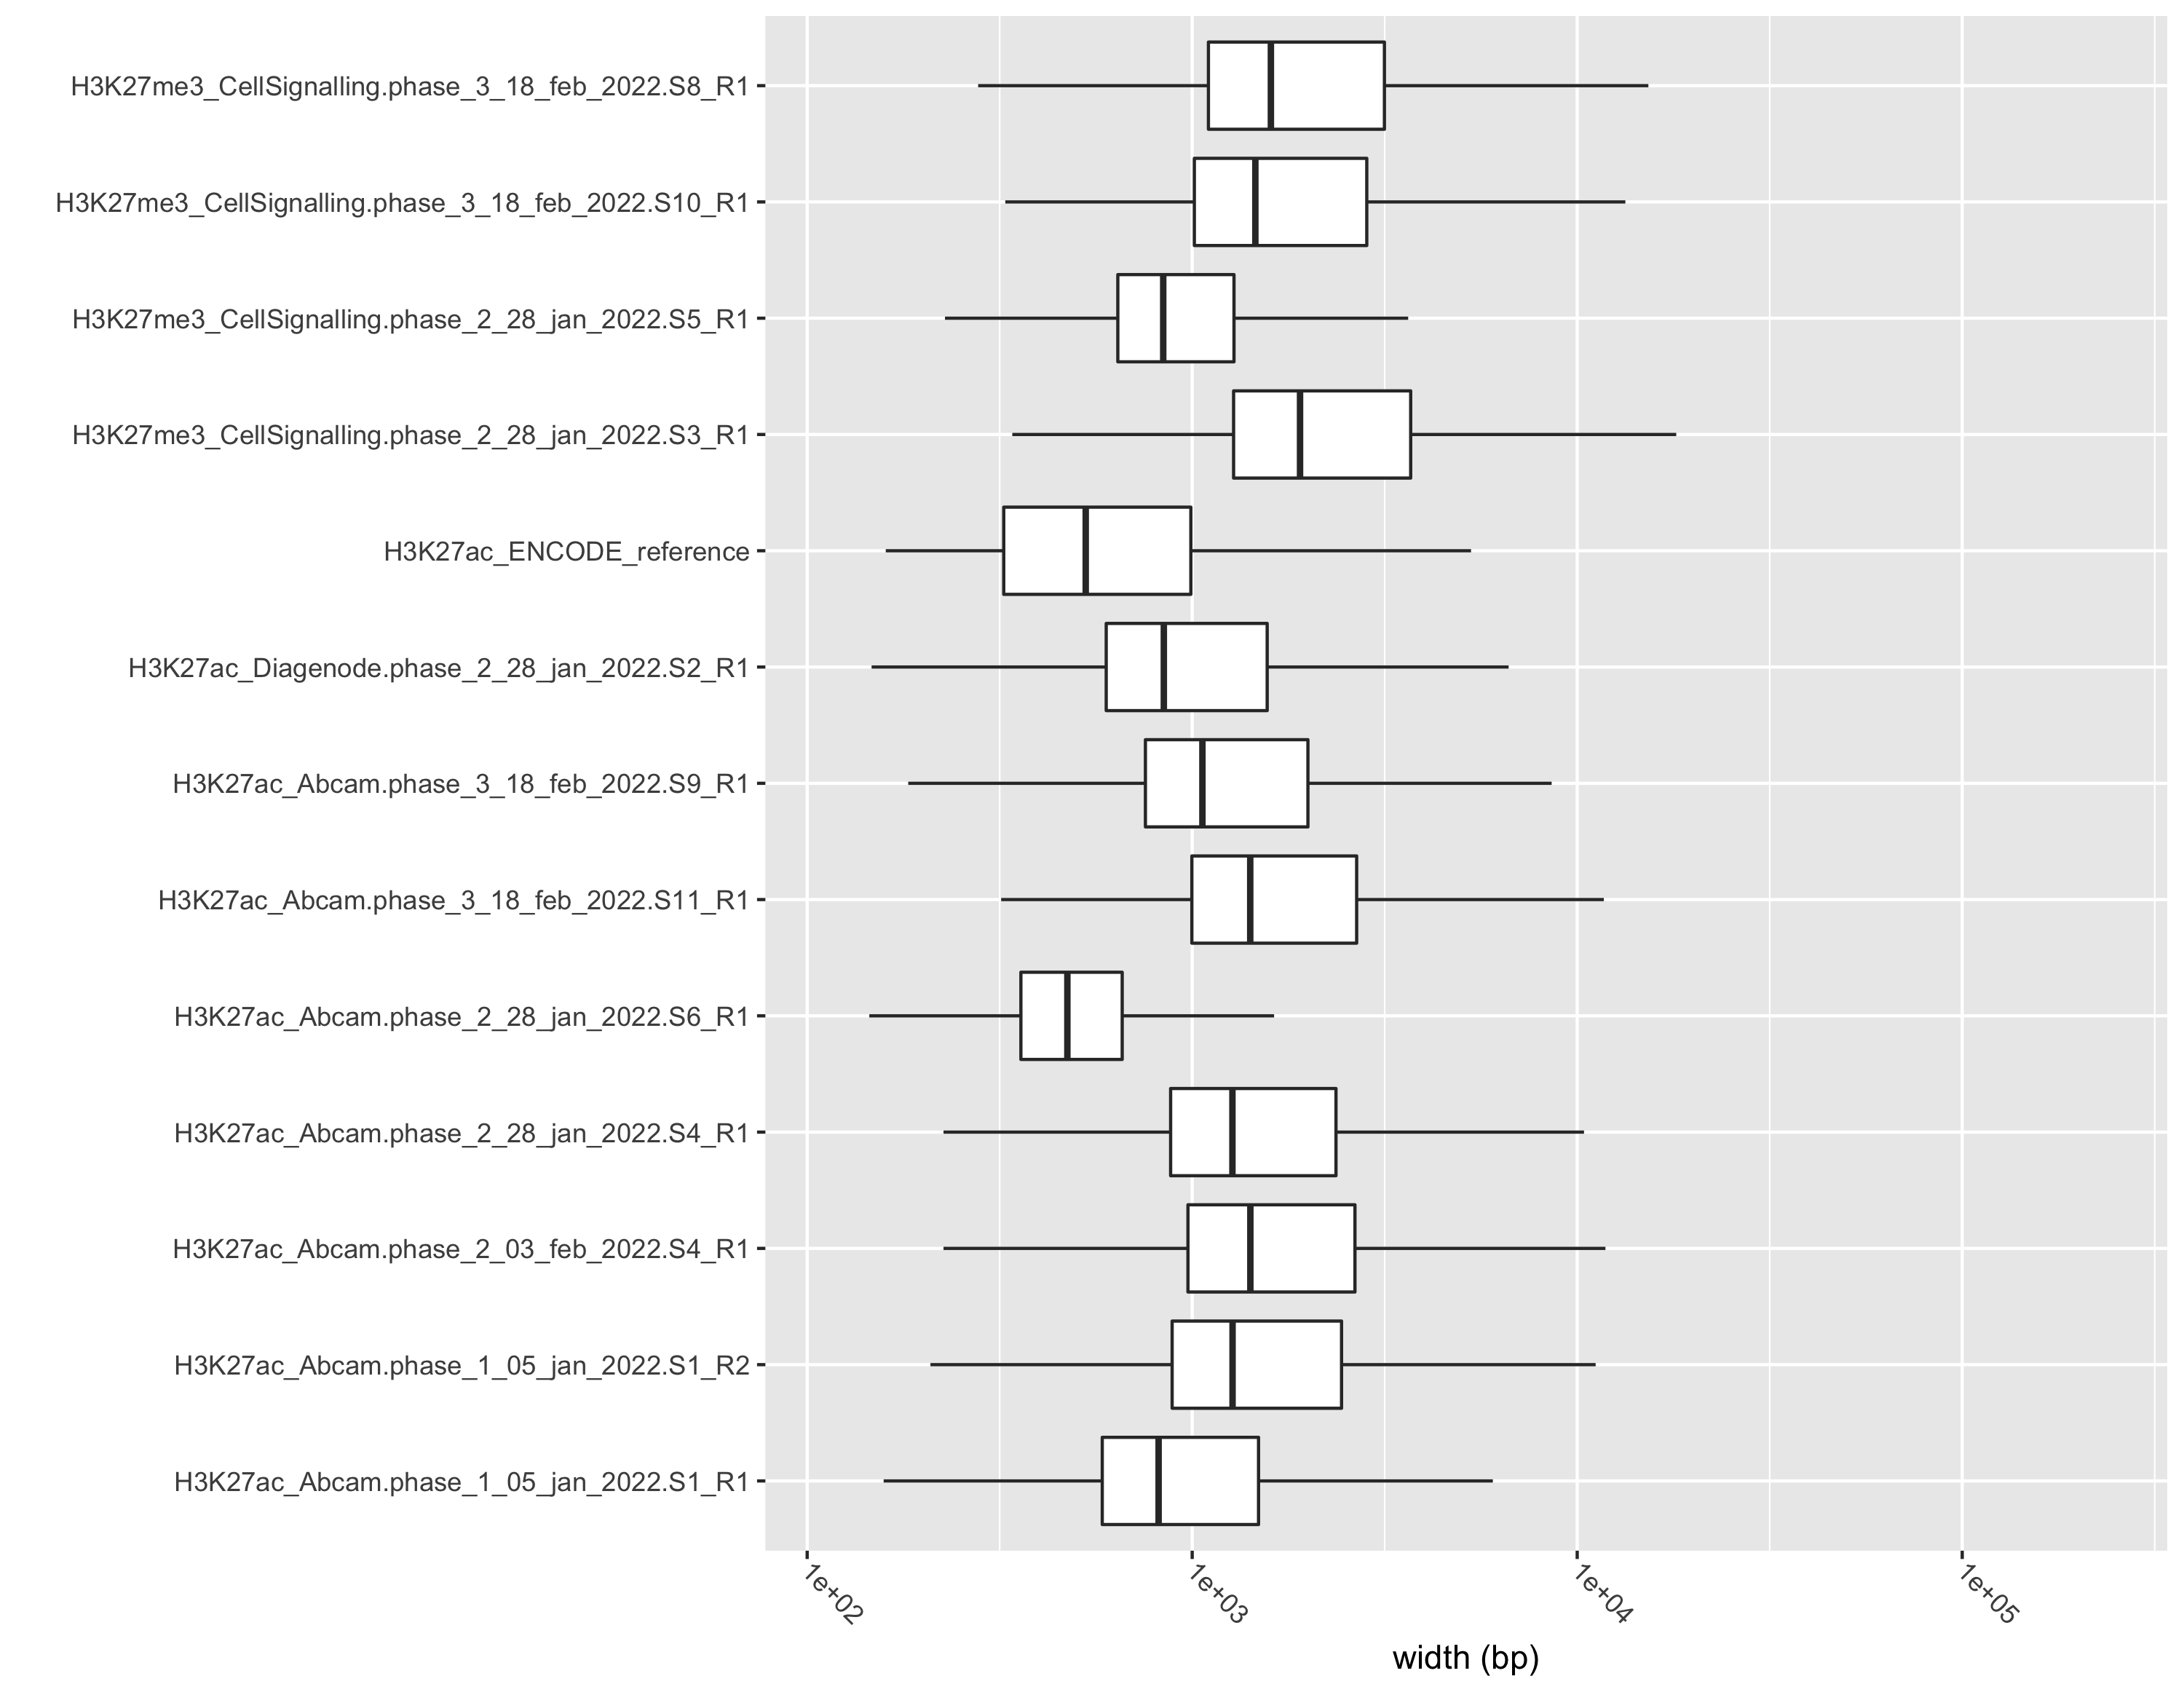 H3K27me3_CellSignalling.phase_3_18_feb_2022.S8_R1
H3K27me3_CellSignalling.phase_3_18_feb_2022.S10_R1
H3K27me3_CellSignalling.phase_2_28_jan_2022.S5_R1
H3K27me3_CellSignalling.phase_2_28_jan_2022.S3_R1
H3K27ac_ENCODE_reference
H3K27ac_Diagenode.phase_2_28_jan_2022.S2_R1
H3K27ac_Abcam.phase_3_18_feb_2022.S9_R1
H3K27ac_Abcam.phase_3_18_feb_2022.S11_R1
H3K27ac_Abcam.phase_2_28_jan_2022.S6_R1
H3K27ac_Abcam.phase_2_28_jan_2022.S4_R1
H3K27ac_Abcam.phase_2_03_feb_2022.S4_R1
H3K27ac_Abcam.phase_1_05_jan_2022.S1_R2
H3K27ac_Abcam.phase_1_05_jan_2022.S1_R1
1e+02
1e+03
1e+04
1e+05
width (bp)